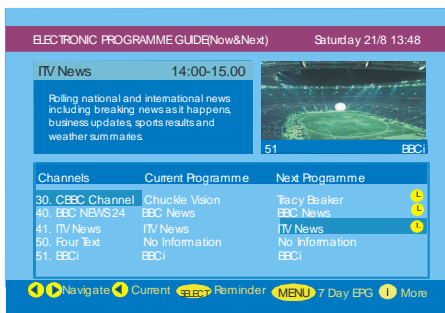 ELECTRONIC PROGRAMME GUIDE(Now&Next) Saturday 21/8 13:48
ITV News 14:00-15.00
Rolling national and international news
including breaking news as it happens,
business updates, sports results and
weather summaries.
51 BBCi
Channels Current Programme Next Programme
30. CBBC Channel Chuckle Vision Tracy Beaker
40. BBC NEWS 24 BBC News BBC News
41. ITV News ITV News ITV News
50. Four Text No Information No Information
51. BBCi BBCi BBCi
Navigate Current SELECT Reminder MENU 7 Day EPG i More